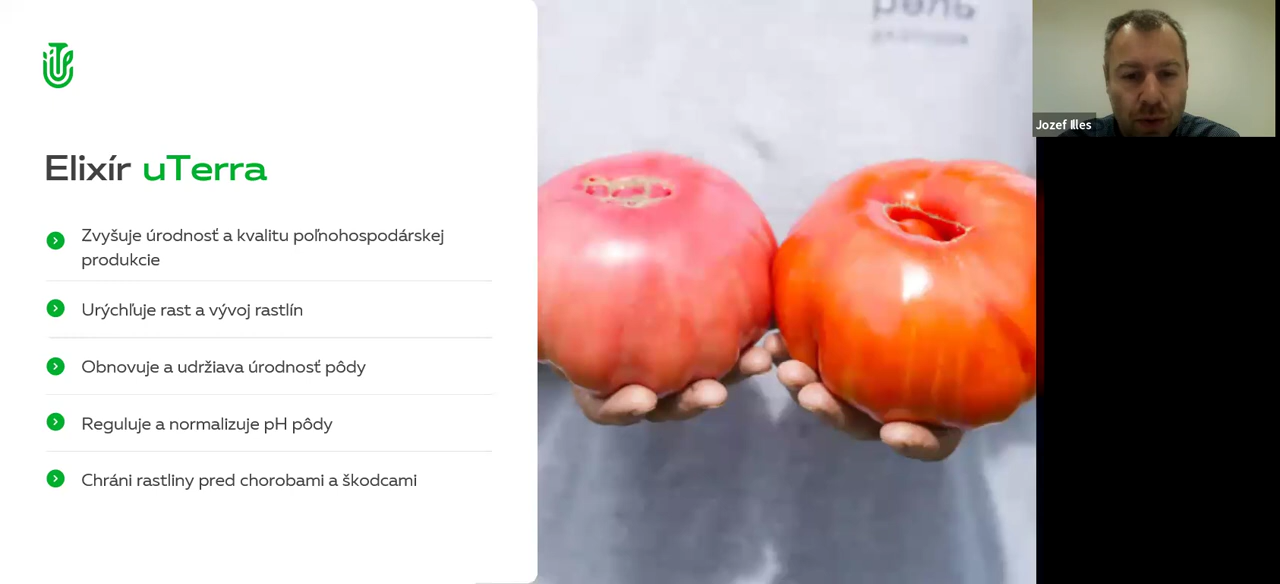 Elixír uTerra
Zvyšuje úrodnosť a kvalitu poľnohospodárskej
produkcie
Urýchľuje rast a vývoj rastlín
Obnovuje a udržiava úrodnosť pôdy
Reguluje a normalizuje pH pôdy
Chráni rastliny pred chorobami a škodcami
Jozef Illes